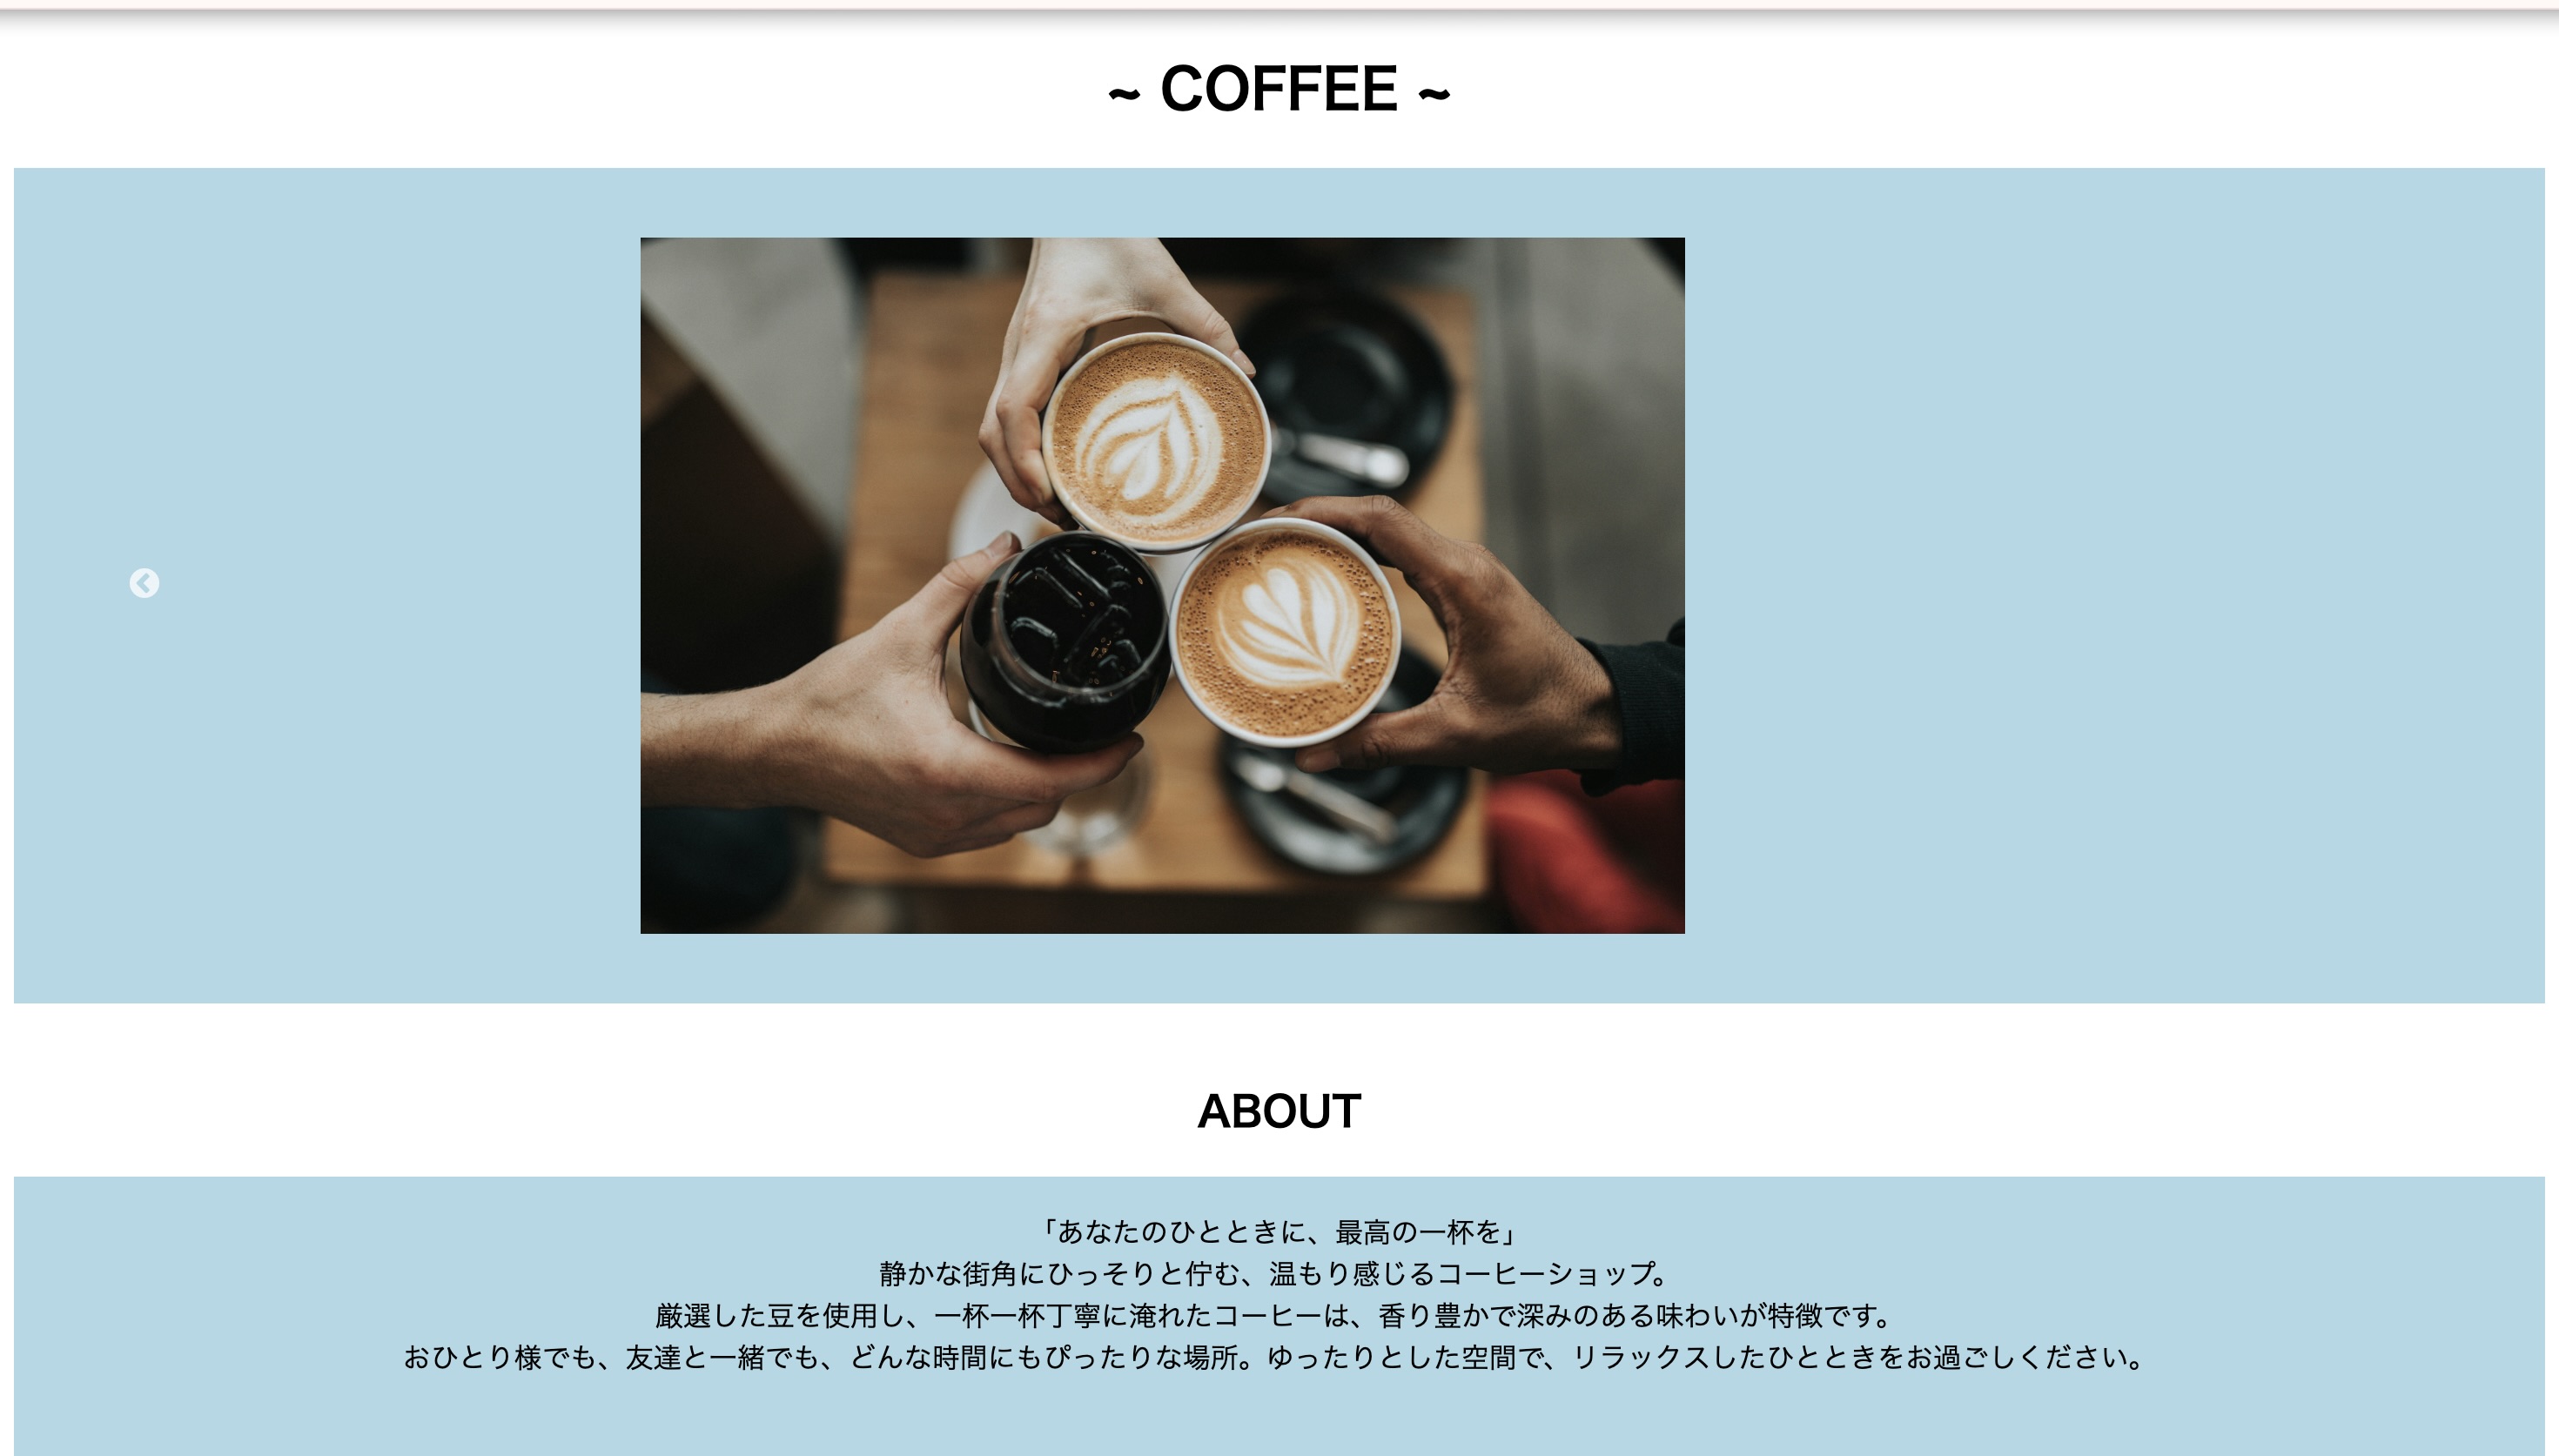 ~ COFFEE ~
ABOUT
「あなたのひとときに、最高の一杯を」
静かな街角にひっそりと佇む、温もり感じるコーヒーショップ。
厳選した豆を使用し、一杯一杯丁寧に淹れたコーヒーは、香り豊かで深みのある味わいが特徴です。
おひとり様でも、友達と一緒でも、どんな時間にもぴったりな場所。ゆったりとした空間で、リラックスしたひとときをお過ごしください。